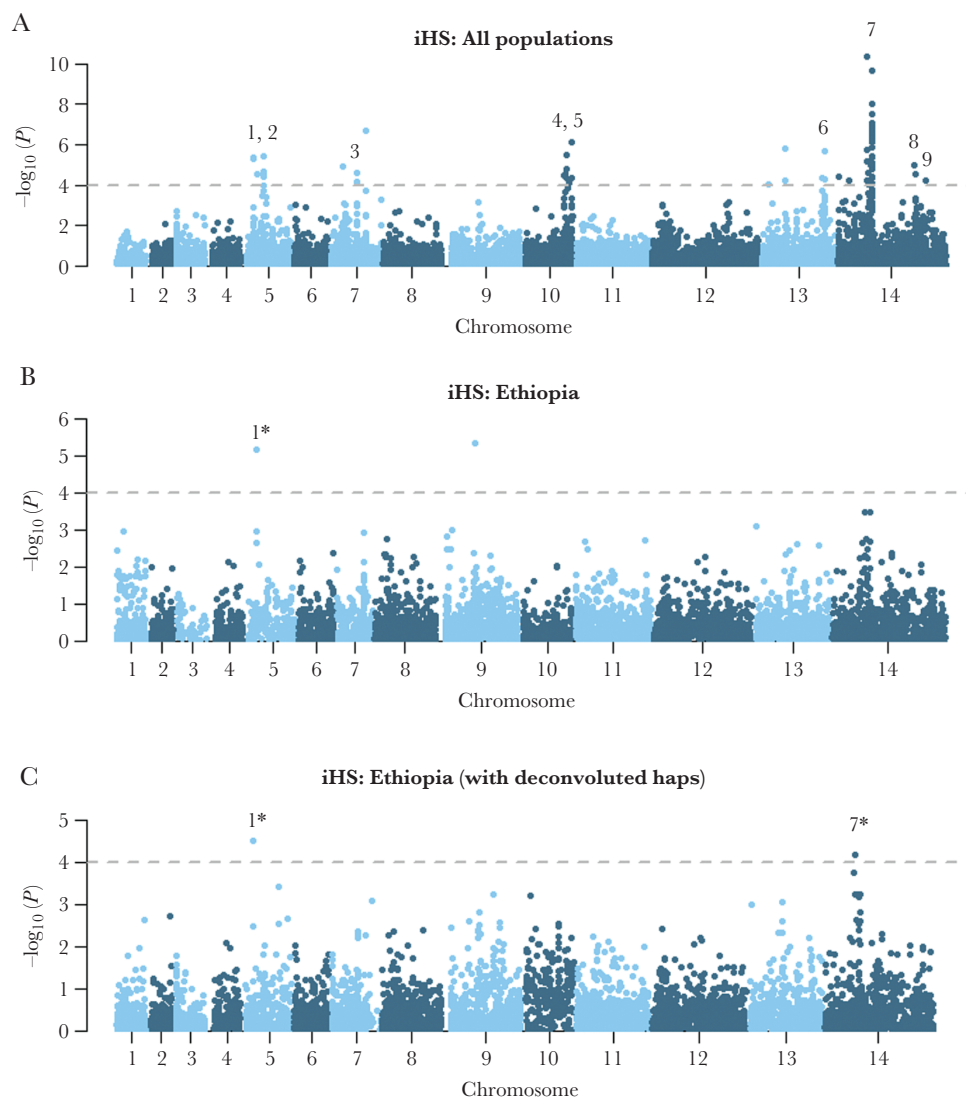 A
iHS: All populations
7
10
8
6
4
2
0
1, 2
3
4, 5
6
8
9
−log10 (P)
1 2 3 4 5 6 7 8 9 10 11 12 13 14
Chromosome
B
iHS: Ethiopia
6
5
4
3
2
1
0
1*
−log10 (P)
1 2 3 4 5 6 7 8 9 10 11 12 13 14
Chromosome
C
iHS: Ethiopia (with deconvoluted haps)
5
4
3
2
1
0
1*
7*
−log10 (P)
1 2 3 4 5 6 7 8 9 10 11 12 13 14
Chromosome